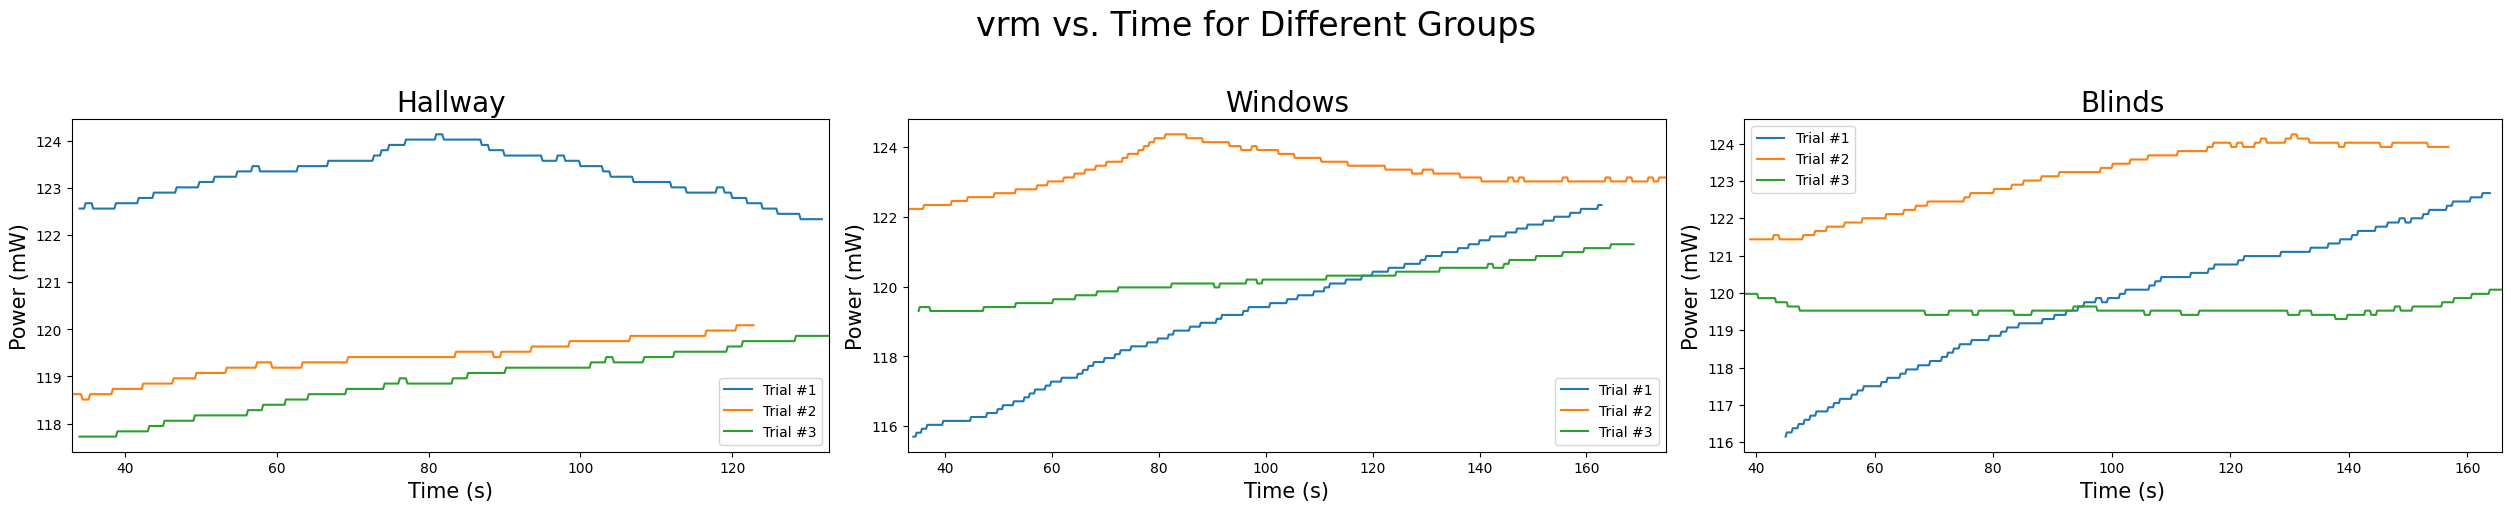 vrm vs. Time for Different Groups
Hallway
124
123
122
121
120
119
118
Power (mW)
40 60 80 100 120
Time (s)
Trial #1
Trial #2
Trial #3
Windows
124
122
120
118
116
Power (mW)
40 60 80 100 120 140 160
Time (s)
Trial #1
Trial #2
Trial #3
Blinds
Trial #1
Trial #2
Trial #3
124
123
122
121
120
119
118
117
116
Power (mW)
40 60 80 100 120 140 160
Time (s)